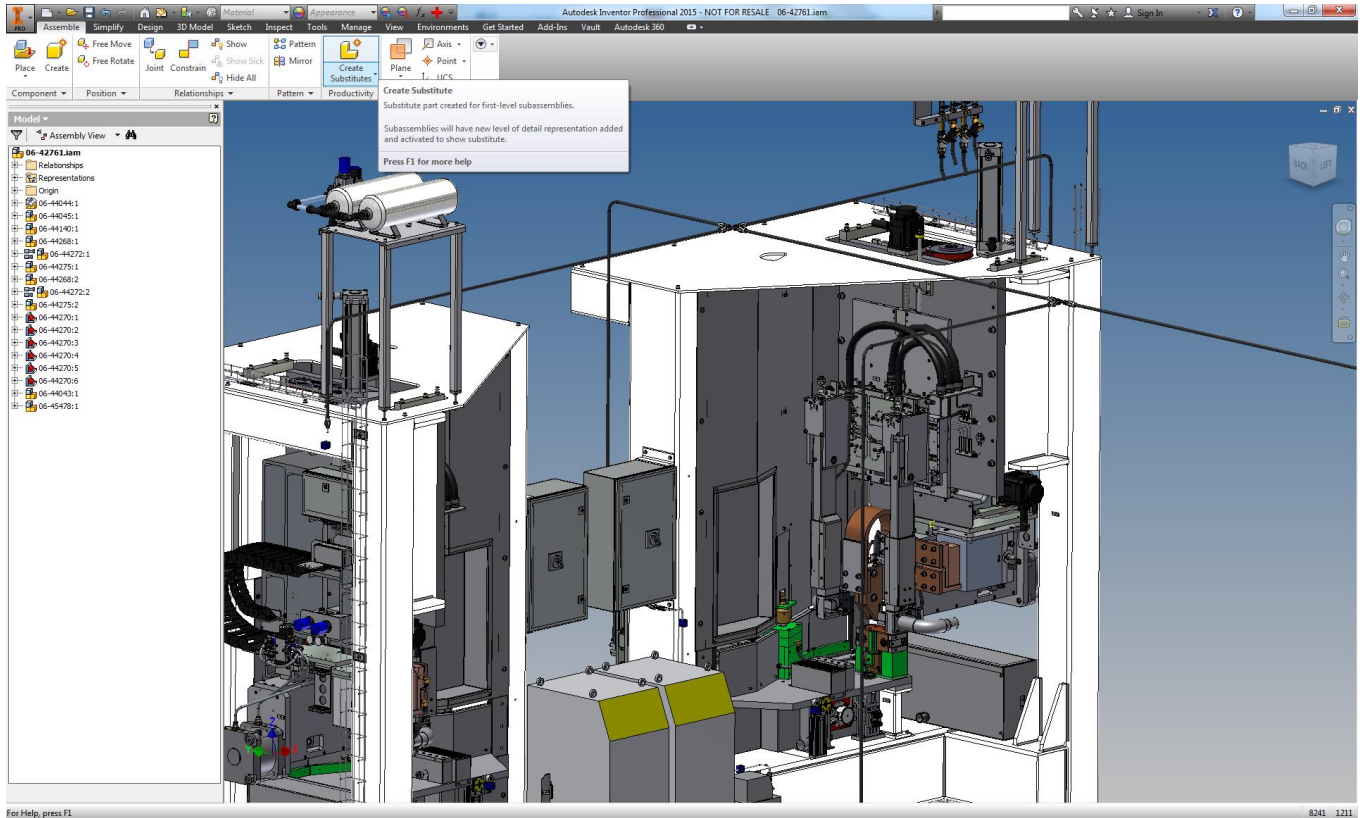 Material
Appearance
Autodesk Inventor Professional 2015 - NOT FOR RESALE 06-42761.iam
Sign In
PRO
Assemble Simplify Design 3D Model Sketch Inspect Tools Manage View Environments Get Started Add-Ins Vault Autodesk 360
Place
Create
Free Move
Free Rotate
Joint
Constrain
Show
Show Sick
Hide All
Pattern
Mirror
Create
Substitutes
Plane
Axis
Point
UCS
Component
Position
Relationships
Pattern
Productivity
Create Substitute
Substitute part created for first-level subassemblies.
Subassemblies will have new level of detail representation added
and activated to show substitute.
Press F1 for more help
Model
Assembly View
06-42761.iam
Relationships
Representations
Origin
06-44044:1
06-44045:1
06-44140:1
06-44268:1
06-44272:1
06-44275:1
06-44268:2
06-44272:2
06-44275:2
06-44270:1
06-44270:2
06-44270:3
06-44270:4
06-44270:5
06-44270:6
06-44043:1
06-45478:1
BACK
LEFT
Z
Y
X
For Help, press F1
8241 1211